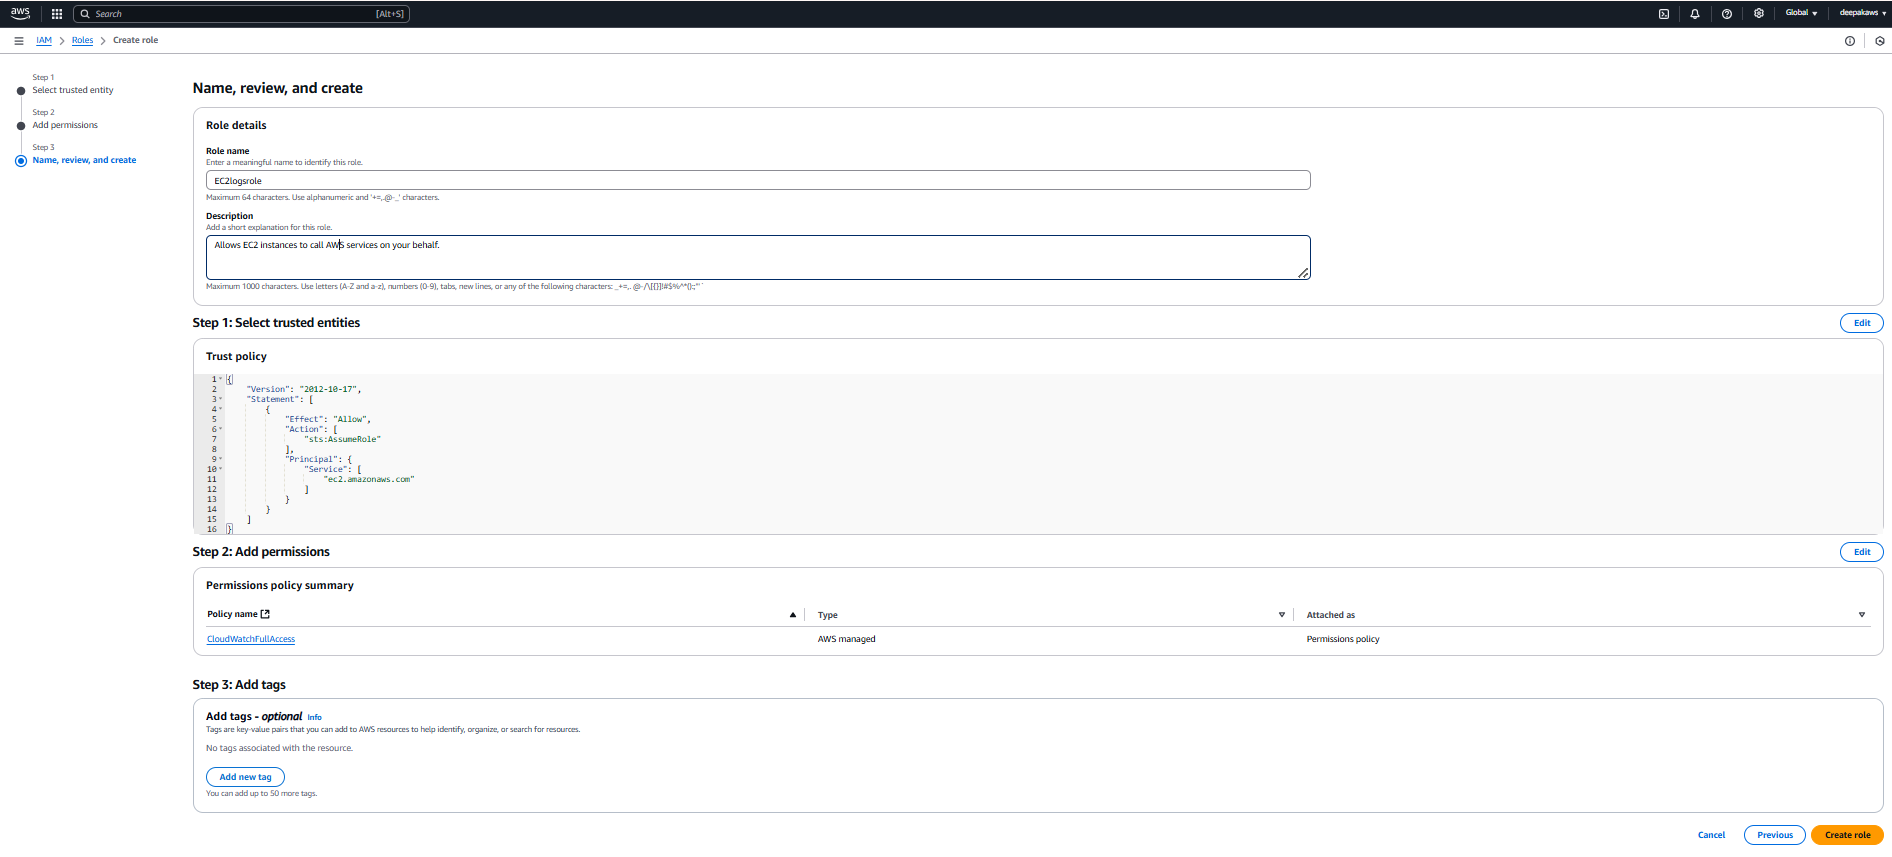 aws
Search [Alt+S]
Global
deepakaws
IAM > Roles > Create role
Step 1
Select trusted entity
Step 2
Add permissions
Step 3
Name, review, and create
Name, review, and create
Role details
Role name
Enter a meaningful name to identify this role.
EC2logsrole
Maximum 64 characters. Use alphanumeric and '+=,.@-_' characters.
Description
Add a short explanation for this role.
Allows EC2 instances to call AWS services on your behalf.
Maximum 1000 characters. Use letters (A-Z and a-z), numbers (0-9), tabs, new lines, or any of the following characters:
Step 1: Select trusted entities
Edit
Trust policy
1 {
2 "Version": "2012-10-17",
3 "Statement": [
4 {
5 "Effect": "Allow",
6 "Action": [
7 "sts:AssumeRole"
8 ],
9 "Principal": {
10 "Service": [
11 "ec2.amazonaws.com"
12 ]
13 }
14 }
15 ]
16 }
Step 2: Add permissions
Edit
Permissions policy summary
Policy name Type Attached as
CloudWatchFullAccess AWS managed Permissions policy
Step 3: Add tags
Add tags - optional Info
Tags are key-value pairs that you can add to AWS resources to help identify, organize, or search for resources.
No tags associated with the resource.
Add new tag
You can add up to 50 more tags.
Cancel Previous Create role